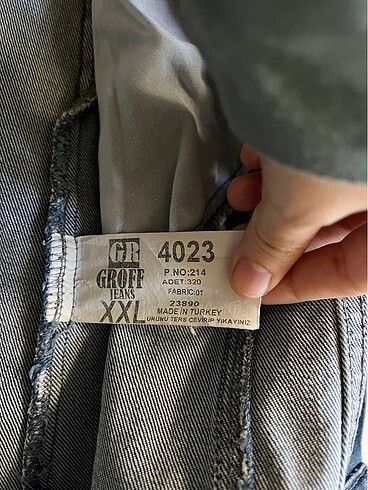 GR
GROFF
JEANS
XXL
4023
P.NO:214
ADET:320
FABRIC:01
23890
MADE IN TURKEY
ÜRÜNÜ TERS ÇEVİRİP YIKAYINIZ